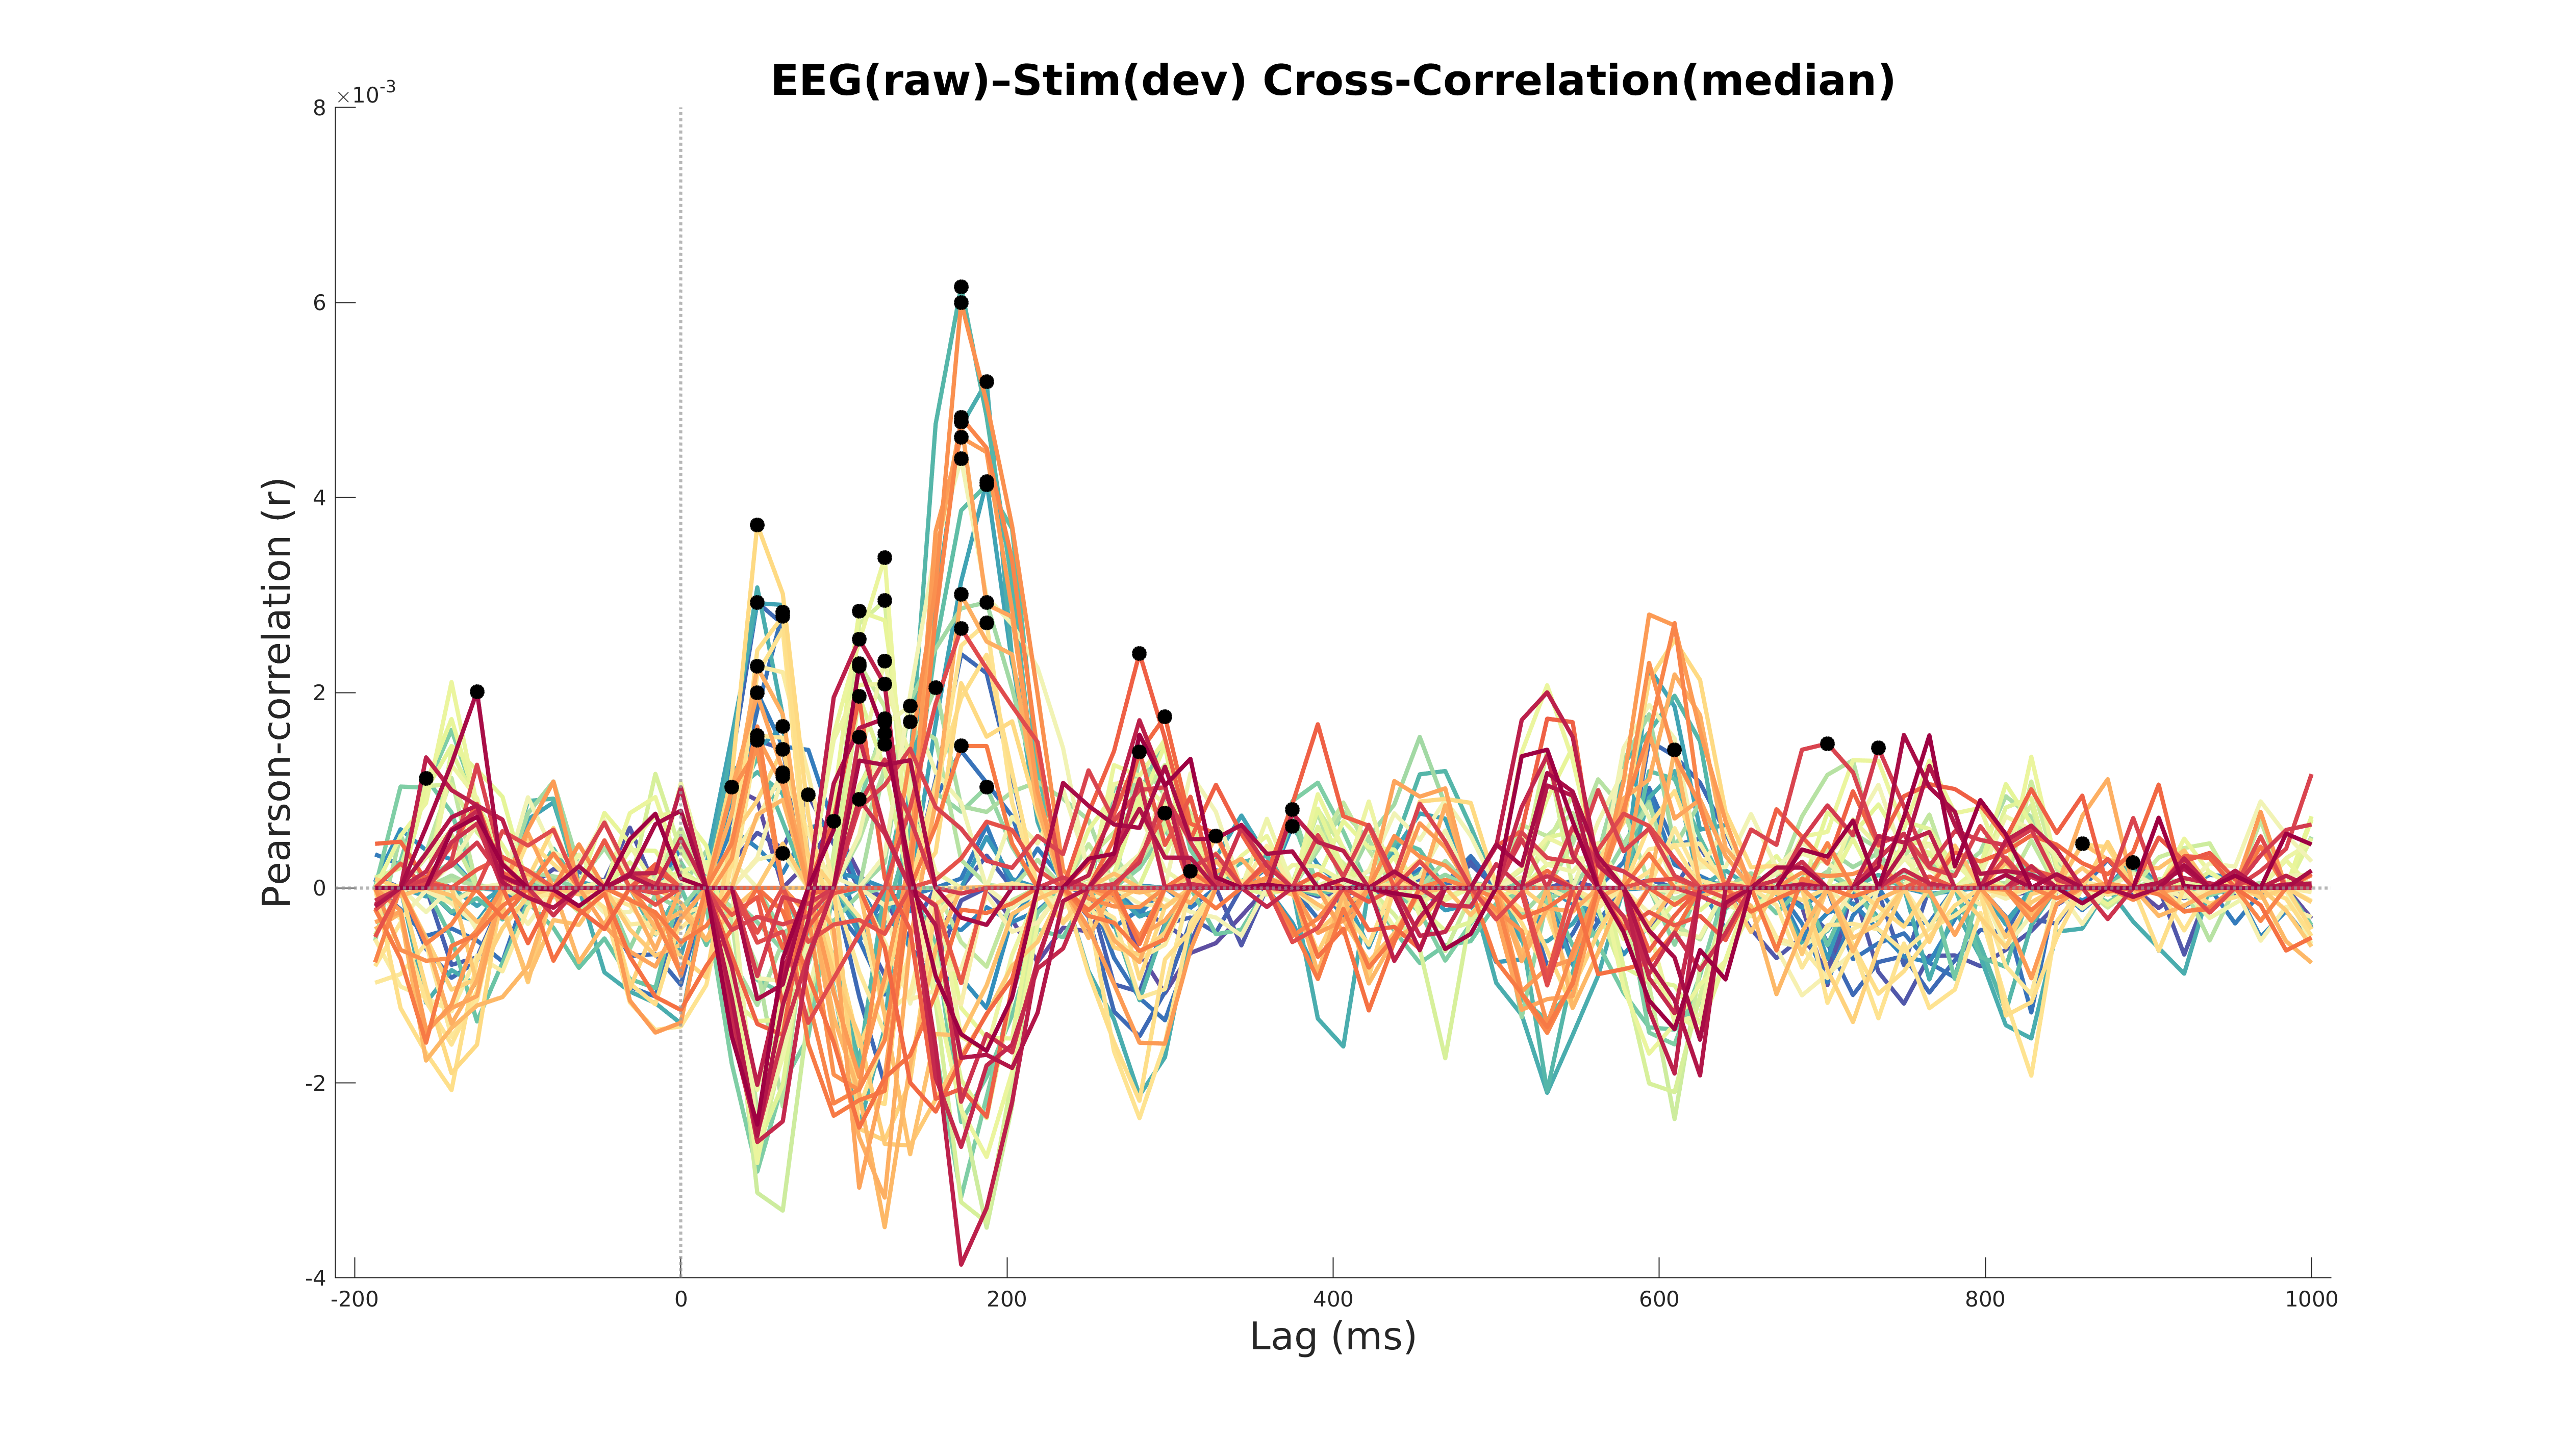 EEG(raw)–Stim(dev) Cross-Correlation(median)
×10-3
8
6
4
2
0
-2
-4
Pearson-correlation (r)
-200 0 200 400 600 800 1000
Lag (ms)